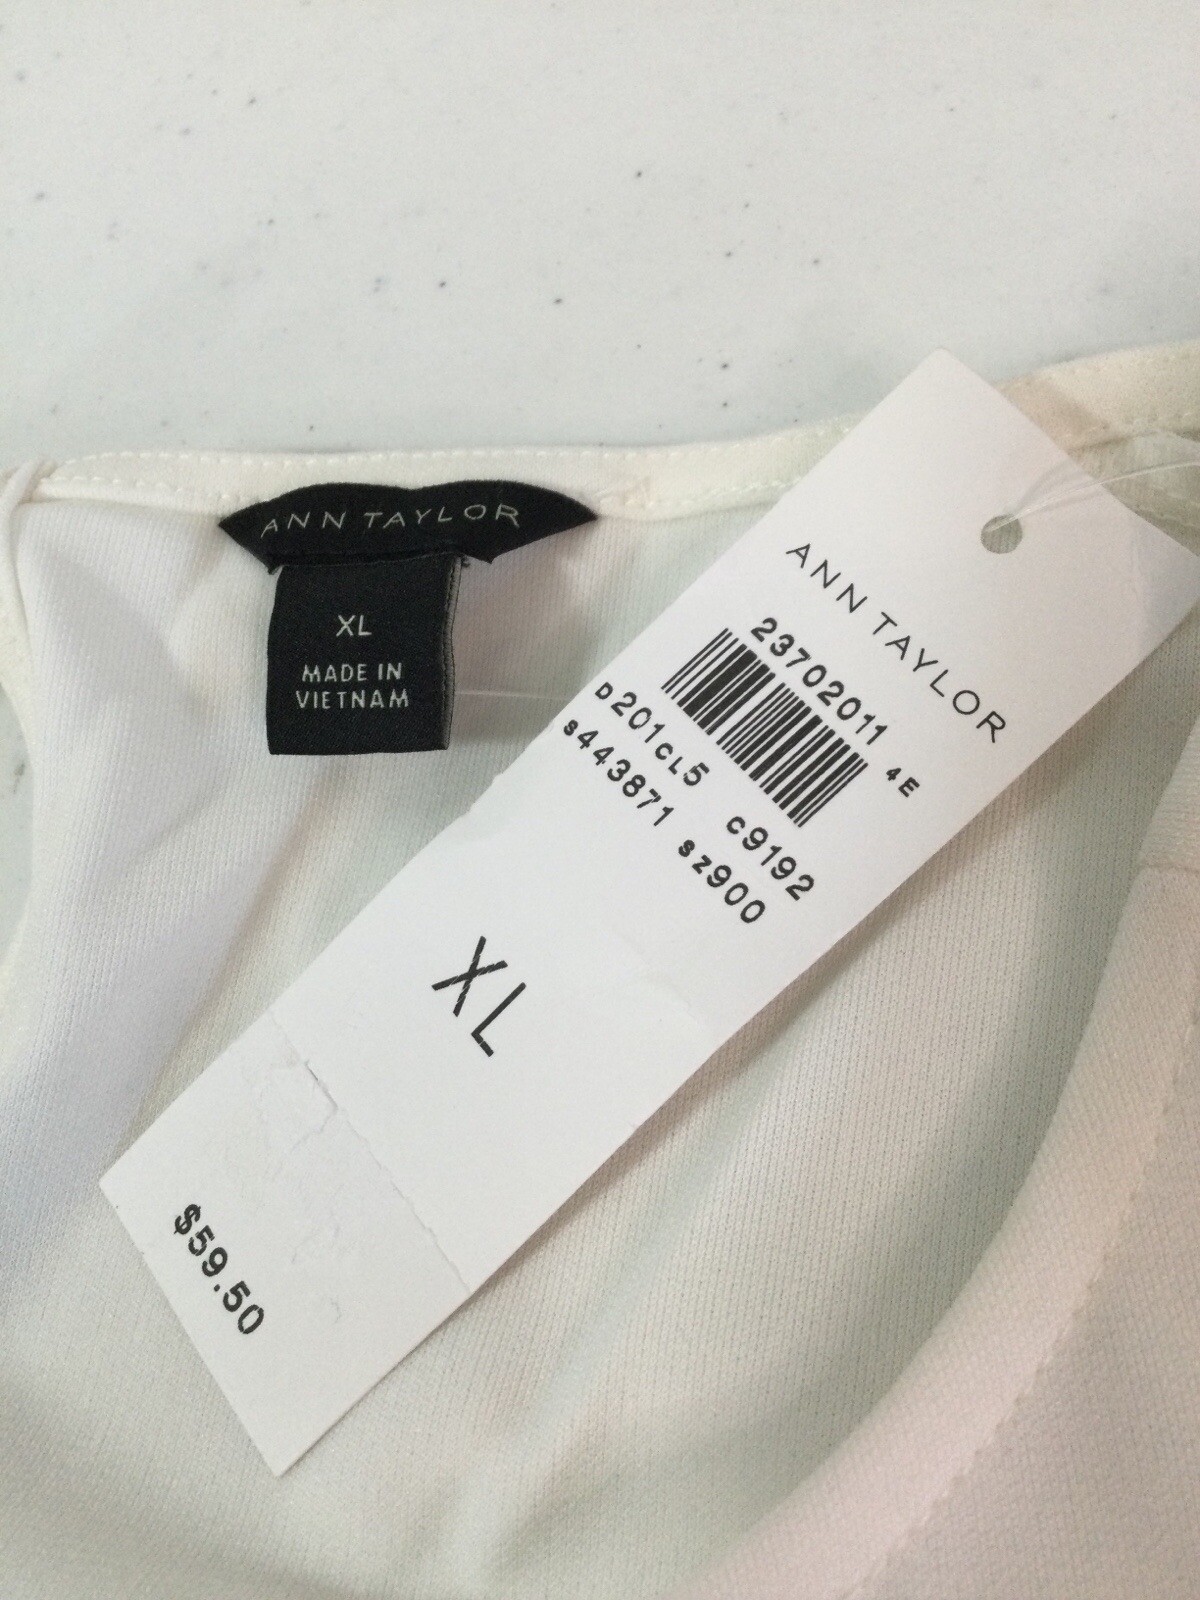 ANN TAYLOR
XL
MADE IN
VIETNAM
ANN TAYLOR
23702011
4E
D201CL5 C9192
S443871 SZ900
XL
$59.50